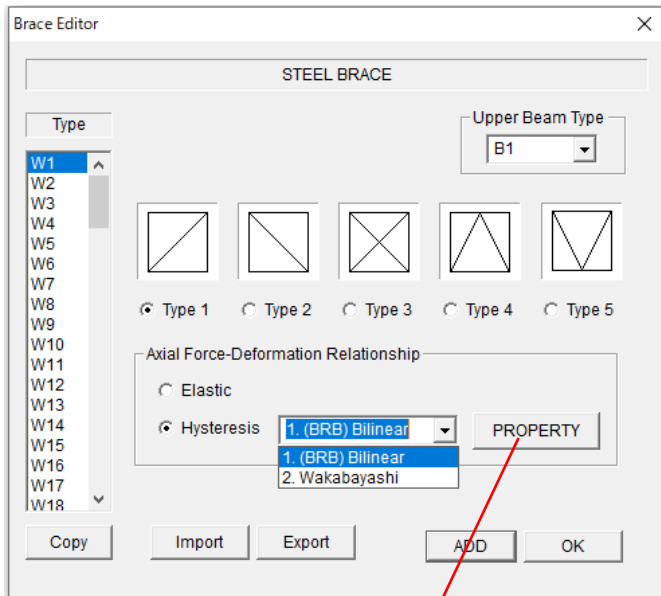 Brace Editor
STEEL BRACE
Type
Upper Beam Type
B1
W1
W2
W3
W4
W5
W6
W7
W8
W9
W10
W11
W12
W13
W14
W15
W16
W17
W18
Type 1
Type 2
Type 3
Type 4
Type 5
Axial Force-Deformation Relationship
Elastic
Hysteresis
1. (BRB) Bilinear
PROPERTY
1. (BRB) Bilinear
2. Wakabayashi
Copy
Import
Export
ADD
OK